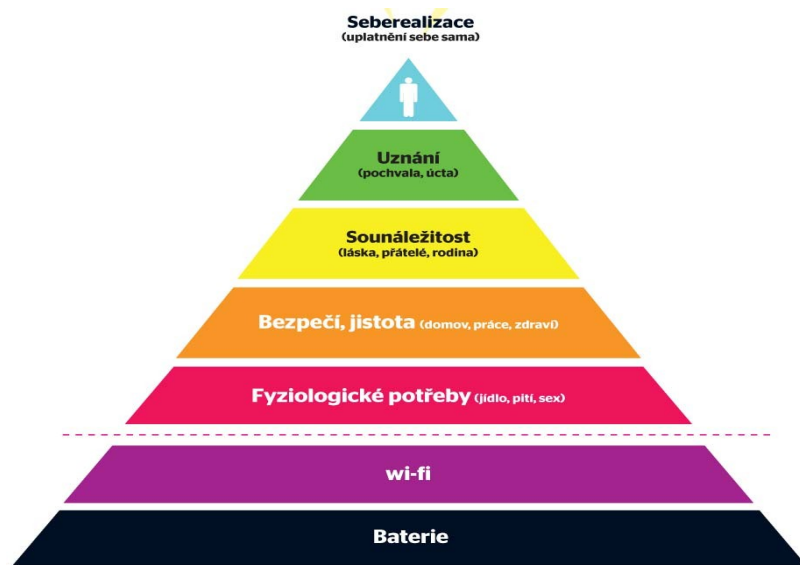 Seberealizace
(uplatnění sebe sama)
Uznání
(pochvala, úcta)
Sounáležitost
(láska, přátelé, rodina)
Bezpečí, jistota (domov, práce, zdraví)
Fyziologické potřeby (jídlo, pití, sex)
wi-fi
Baterie